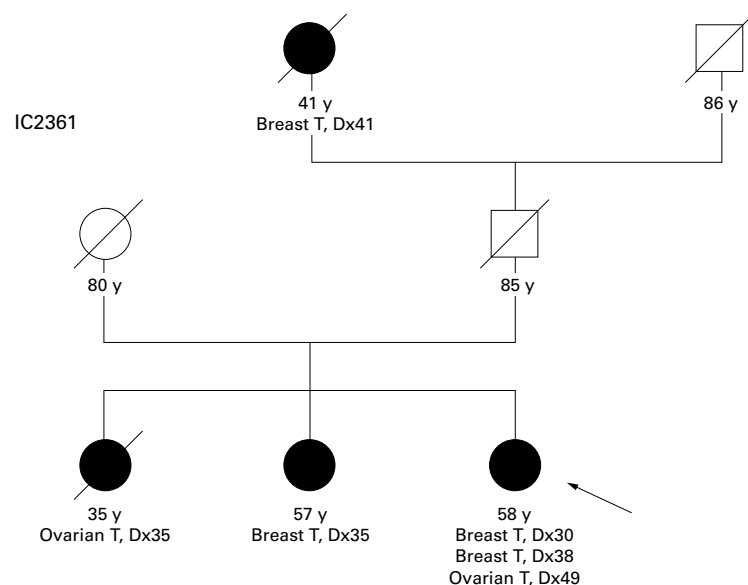 41 y
Breast T, Dx41
86 y
IC2361
80 y
85 y
35 y
Ovarian T, Dx35
57 y
Breast T, Dx35
58 y
Breast T, Dx30
Breast T, Dx38
Ovarian T, Dx49